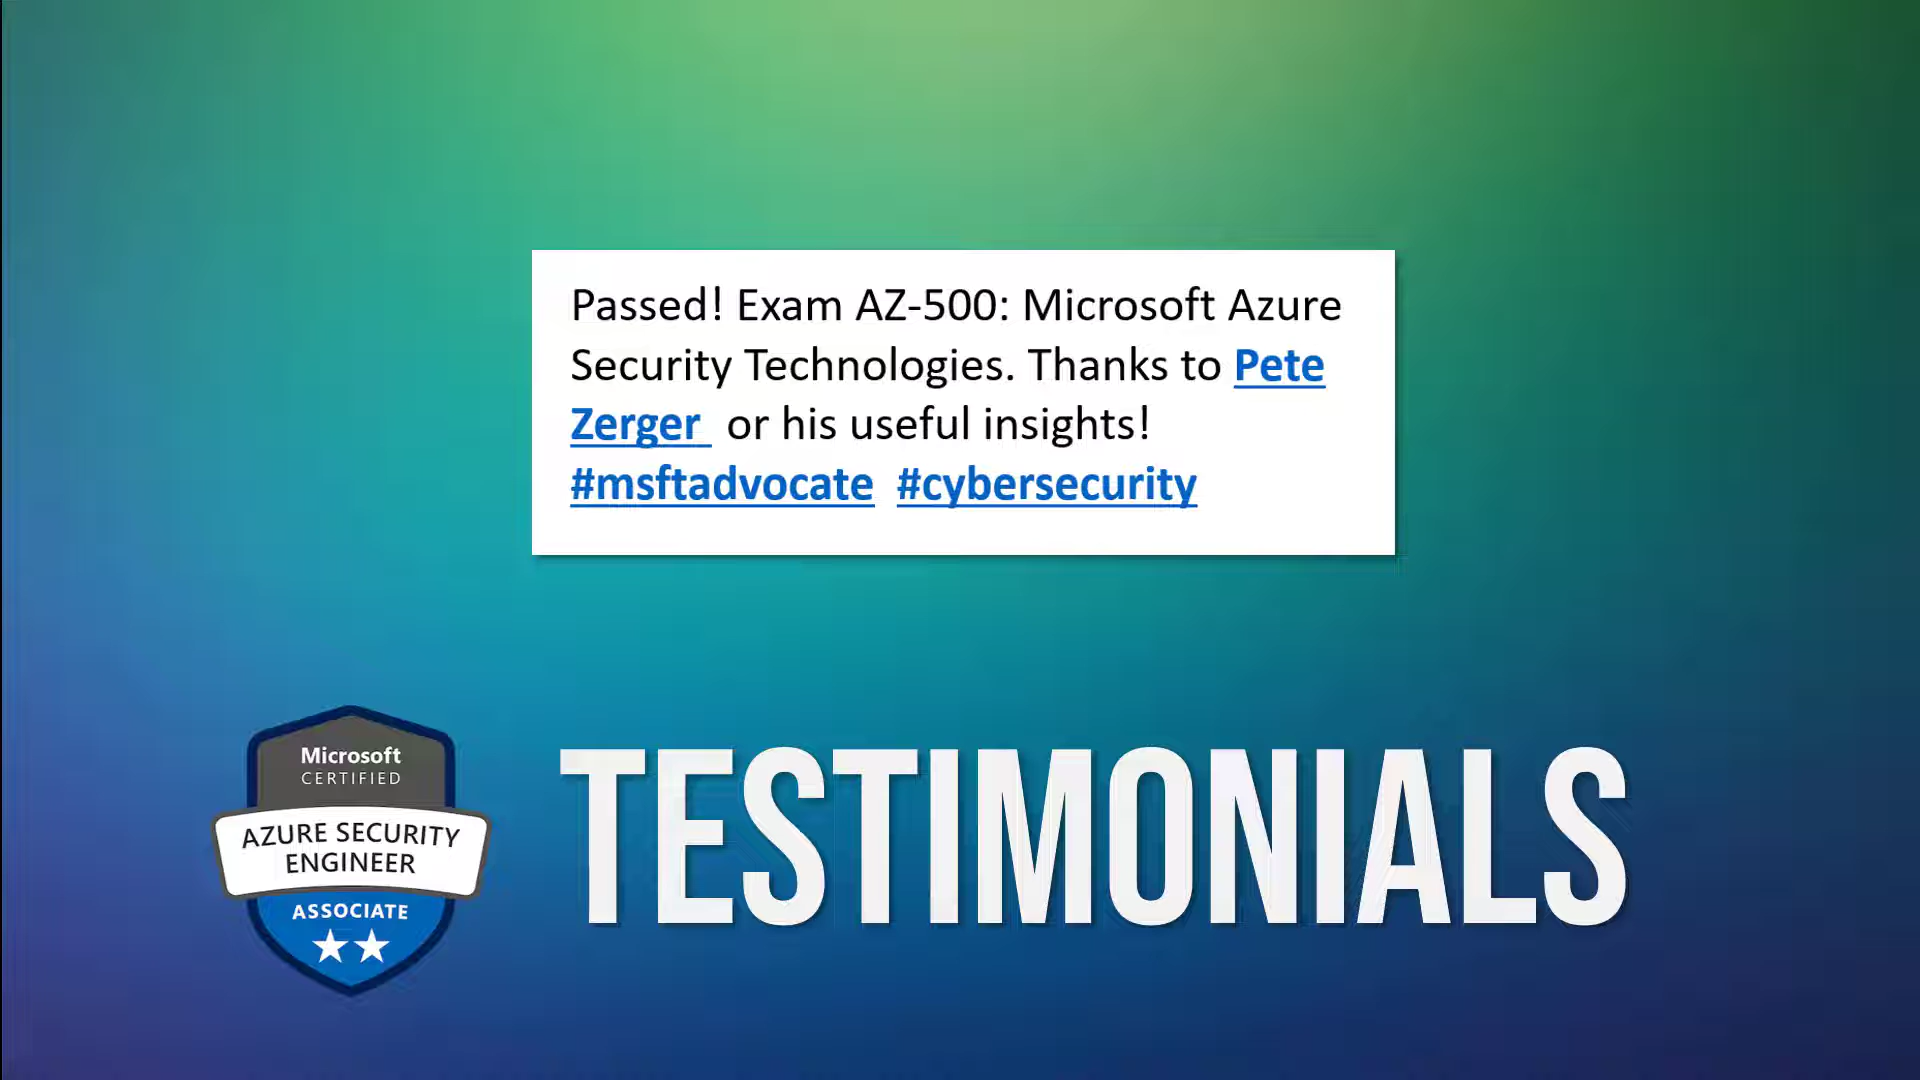 Passed! Exam AZ-500: Microsoft Azure
Security Technologies. Thanks to Pete
Zerger or his useful insights!
#msftadvocate #cybersecurity
Microsoft
CERTIFIED
AZURE SECURITY
ENGINEER
ASSOCIATE
TESTIMONIALS